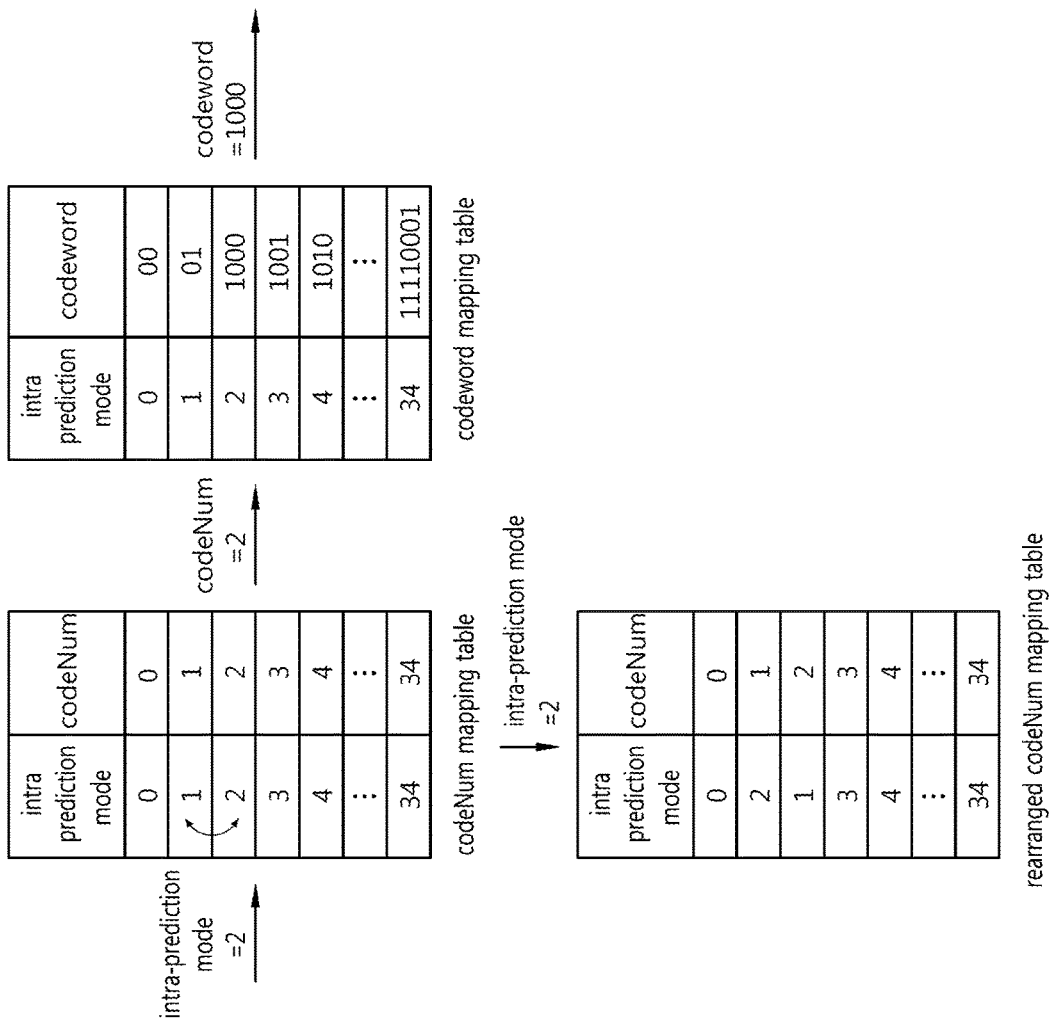 intra-prediction
mode
=2
intra
prediction
mode
codeNum
0 0
1 1
2 2
3 3
4 4
⋮ ⋮
34 34
codeNum mapping table
codeNum
=2
intra
prediction
mode
codeword
0 00
1 01
2 1000
3 1001
4 1010
⋮ ⋮
34 11110001
codeword mapping table
codeword
=1000
intra-prediction mode
=2
intra
prediction
mode
codeNum
0 0
2 1
1 2
3 3
4 4
⋮ ⋮
34 34
rearranged codeNum mapping table